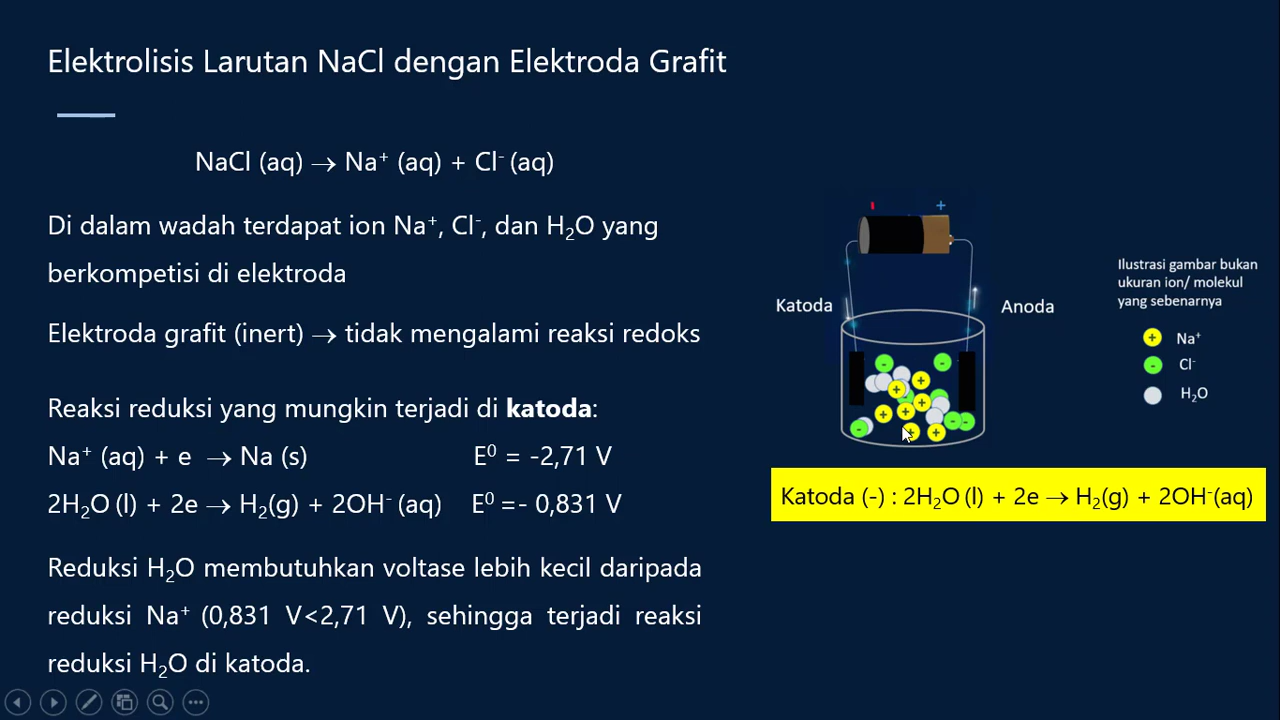 Elektrolisis Larutan NaCl dengan Elektroda Grafit
NaCl (aq) → Na⁺ (aq) + Cl⁻ (aq)
Di dalam wadah terdapat ion Na⁺, Cl⁻, dan H₂O yang
berkompetisi di elektroda
Elektroda grafit (inert) → tidak mengalami reaksi redoks
Reaksi reduksi yang mungkin terjadi di katoda:
Na⁺ (aq) + e → Na (s) E⁰ = -2,71 V
2H₂O (l) + 2e → H₂(g) + 2OH⁻ (aq) E⁰ =- 0,831 V
Reduksi H₂O membutuhkan voltase lebih kecil daripada
reduksi Na⁺ (0,831 V<2,71 V), sehingga terjadi reaksi
reduksi H₂O di katoda.
- +
Katoda
Anoda
Ilustrasi gambar bukan
ukuran ion/ molekul
yang sebenarnya
+ Na⁺
- Cl⁻
H₂O
Katoda (-) : 2H₂O (l) + 2e → H₂(g) + 2OH⁻(aq)